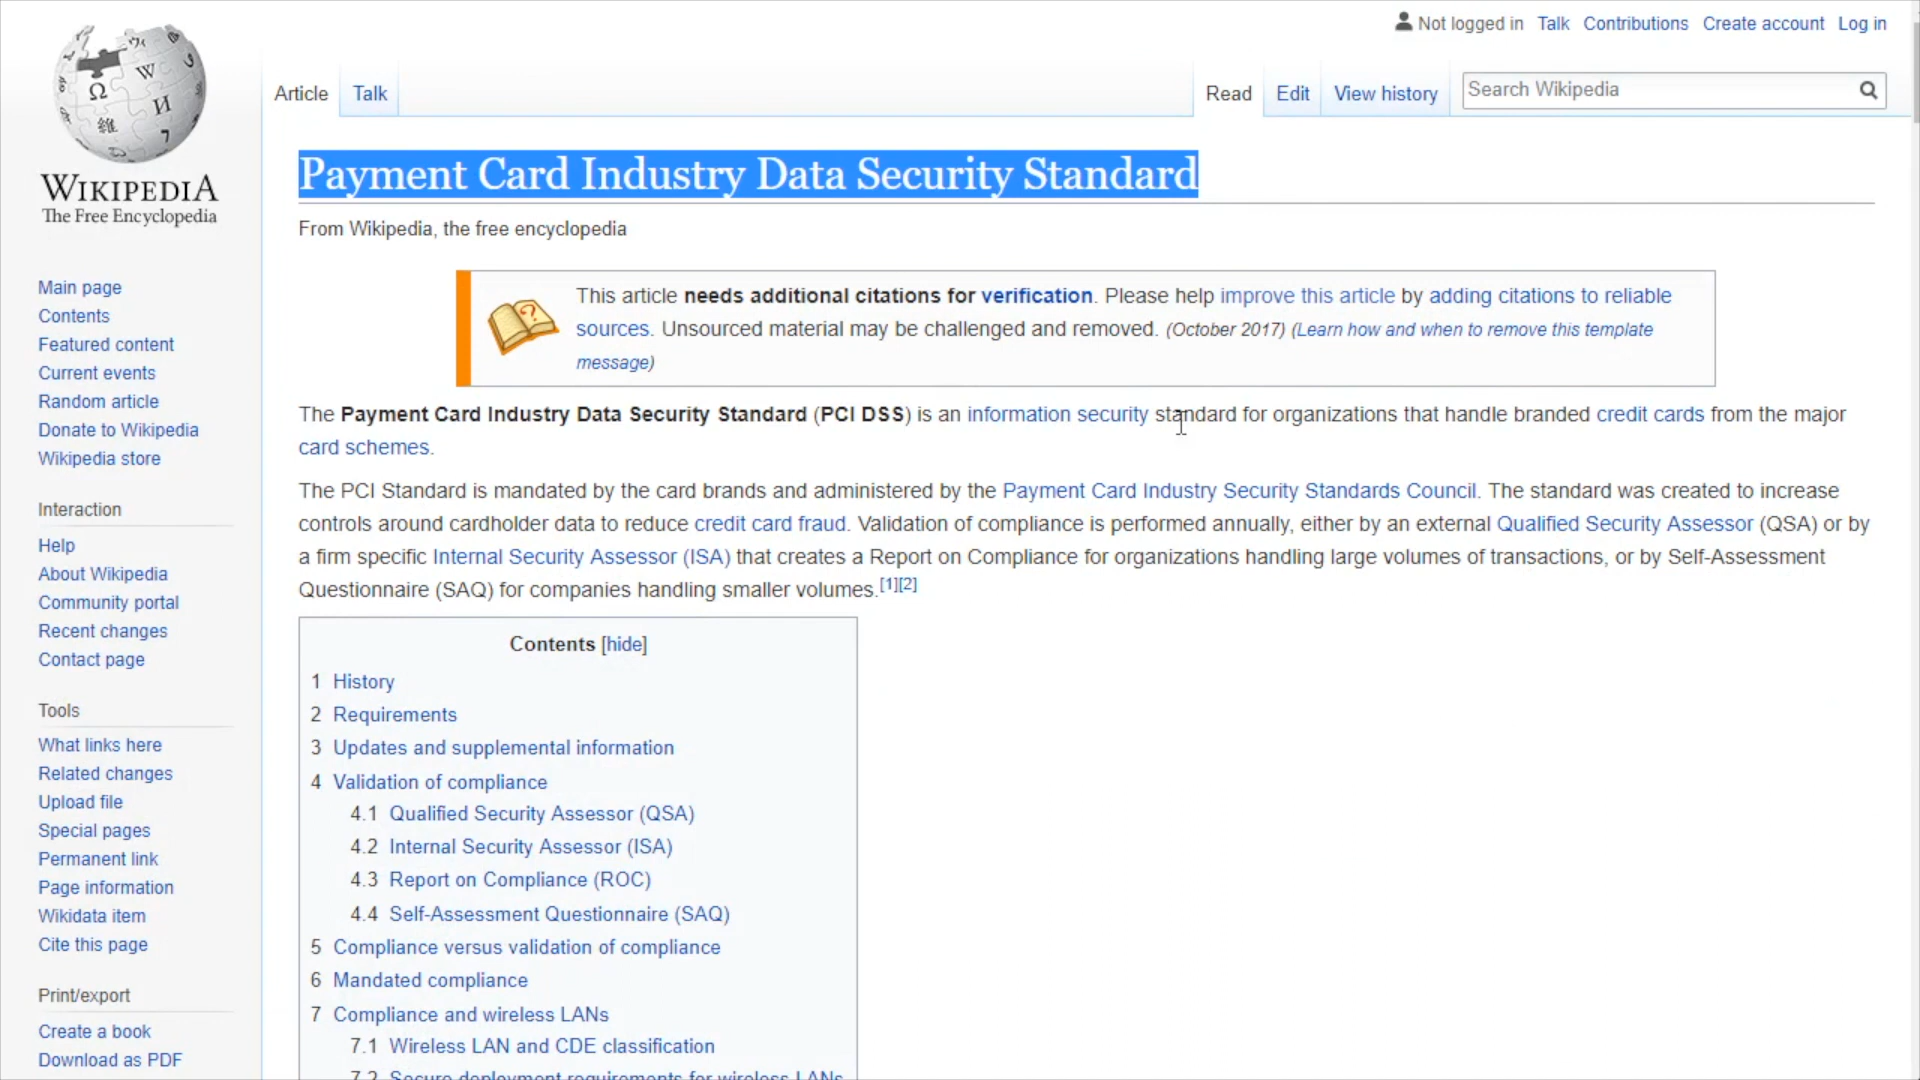 Not logged in Talk Contributions Create account Log in
Article Talk Read Edit View history Search Wikipedia
WIKIPEDIA
The Free Encyclopedia
Main page
Contents
Featured content
Current events
Random article
Donate to Wikipedia
Wikipedia store
Interaction
Help
About Wikipedia
Community portal
Recent changes
Contact page
Tools
What links here
Related changes
Upload file
Special pages
Permanent link
Page information
Wikidata item
Cite this page
Print/export
Create a book
Download as PDF
Payment Card Industry Data Security Standard
From Wikipedia, the free encyclopedia
This article needs additional citations for verification. Please help improve this article by adding citations to reliable
sources. Unsourced material may be challenged and removed. (October 2017) (Learn how and when to remove this template
message)
The Payment Card Industry Data Security Standard (PCI DSS) is an information security standard for organizations that handle branded credit cards from the major
card schemes.
The PCI Standard is mandated by the card brands and administered by the Payment Card Industry Security Standards Council. The standard was created to increase
controls around cardholder data to reduce credit card fraud. Validation of compliance is performed annually, either by an external Qualified Security Assessor (QSA) or by
a firm specific Internal Security Assessor (ISA) that creates a Report on Compliance for organizations handling large volumes of transactions, or by Self-Assessment
Questionnaire (SAQ) for companies handling smaller volumes.[1][2]
Contents [hide]
1 History
2 Requirements
3 Updates and supplemental information
4 Validation of compliance
4.1 Qualified Security Assessor (QSA)
4.2 Internal Security Assessor (ISA)
4.3 Report on Compliance (ROC)
4.4 Self-Assessment Questionnaire (SAQ)
5 Compliance versus validation of compliance
6 Mandated compliance
7 Compliance and wireless LANs
7.1 Wireless LAN and CDE classification
7.2 Secure deployment requirements for wireless LANs